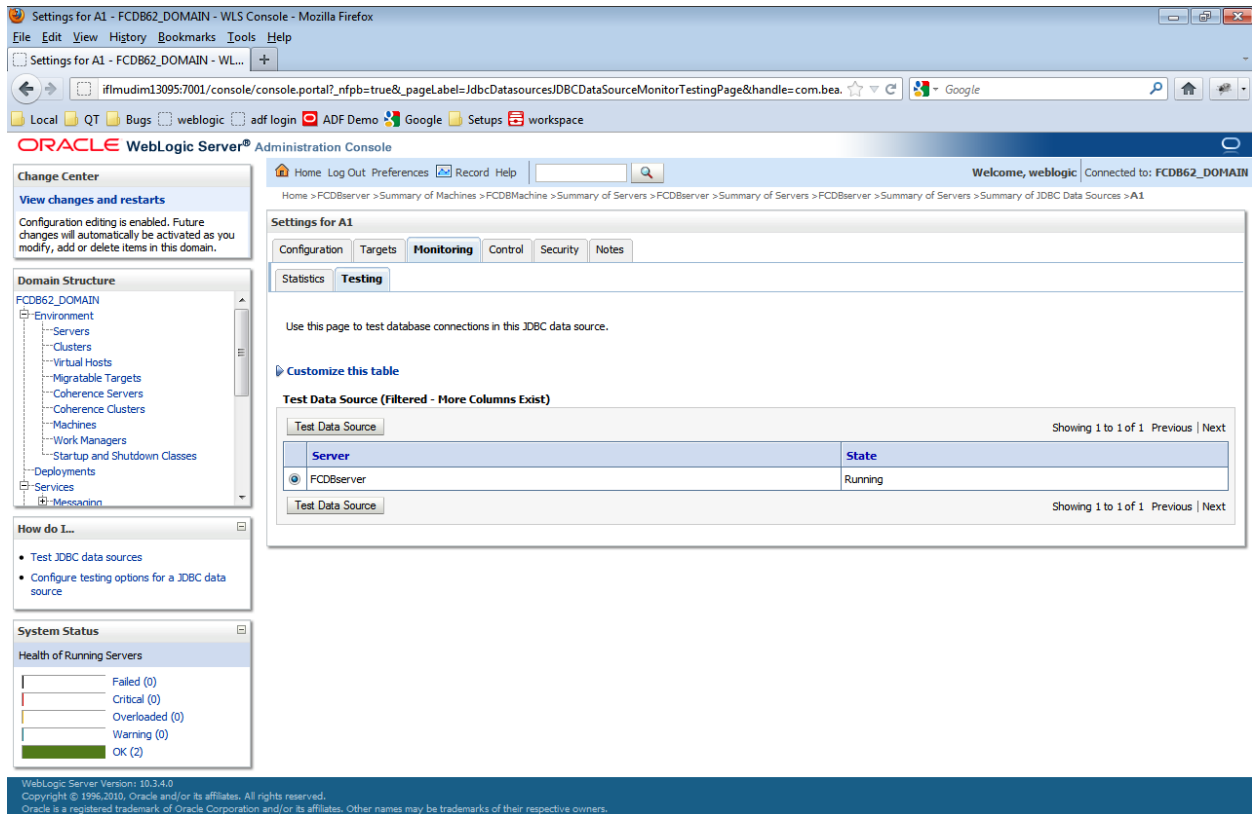 Settings for A1 - FCDB62_DOMAIN - WLS Console - Mozilla Firefox
File Edit View History Bookmarks Tools Help
Settings for A1 - FCDB62_DOMAIN - WL...
iflmudim13095:7001/console/console.portal?_nfpb=true&_pageLabel=JdbcDatasourcesJDBCDataSourceMonitorTestingPage&handle=com.bea.
Google
Local QT Bugs weblogic adf login ADF Demo Google Setups workspace
ORACLE WebLogic Server® Administration Console
Change Center
View changes and restarts
Configuration editing is enabled. Future
changes will automatically be activated as you
modify, add or delete items in this domain.
Domain Structure
FCDB62_DOMAIN
Environment
Servers
Clusters
Virtual Hosts
Migratable Targets
Coherence Servers
Coherence Clusters
Machines
Work Managers
Startup and Shutdown Classes
Deployments
Services
Messaging
How do I...
Test JDBC data sources
Configure testing options for a JDBC data
source
System Status
Health of Running Servers
Failed (0)
Critical (0)
Overloaded (0)
Warning (0)
OK (2)
Home Log Out Preferences Record Help
Welcome, weblogic Connected to: FCDB62_DOMAIN
Home >FCDBserver >Summary of Machines >FCDBMachine >Summary of Servers >FCDBserver >Summary of Servers >FCDBserver >Summary of Servers >Summary of JDBC Data Sources >A1
Settings for A1
Configuration Targets Monitoring Control Security Notes
Statistics Testing
Use this page to test database connections in this JDBC data source.
Customize this table
Test Data Source (Filtered - More Columns Exist)
Test Data Source Showing 1 to 1 of 1 Previous | Next
Server State
FCDBserver Running
Test Data Source Showing 1 to 1 of 1 Previous | Next
WebLogic Server Version: 10.3.4.0
Copyright © 1996,2010, Oracle and/or its affiliates. All rights reserved.
Oracle is a registered trademark of Oracle Corporation and/or its affiliates. Other names may be trademarks of their respective owners.